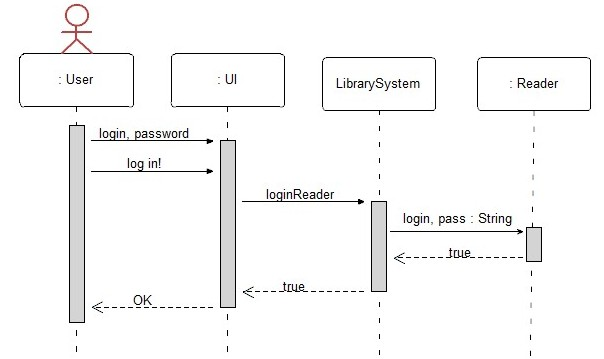 : User
: UI
LibrarySystem
: Reader
login, password
log in!
loginReader
login, pass : String
true
true
OK